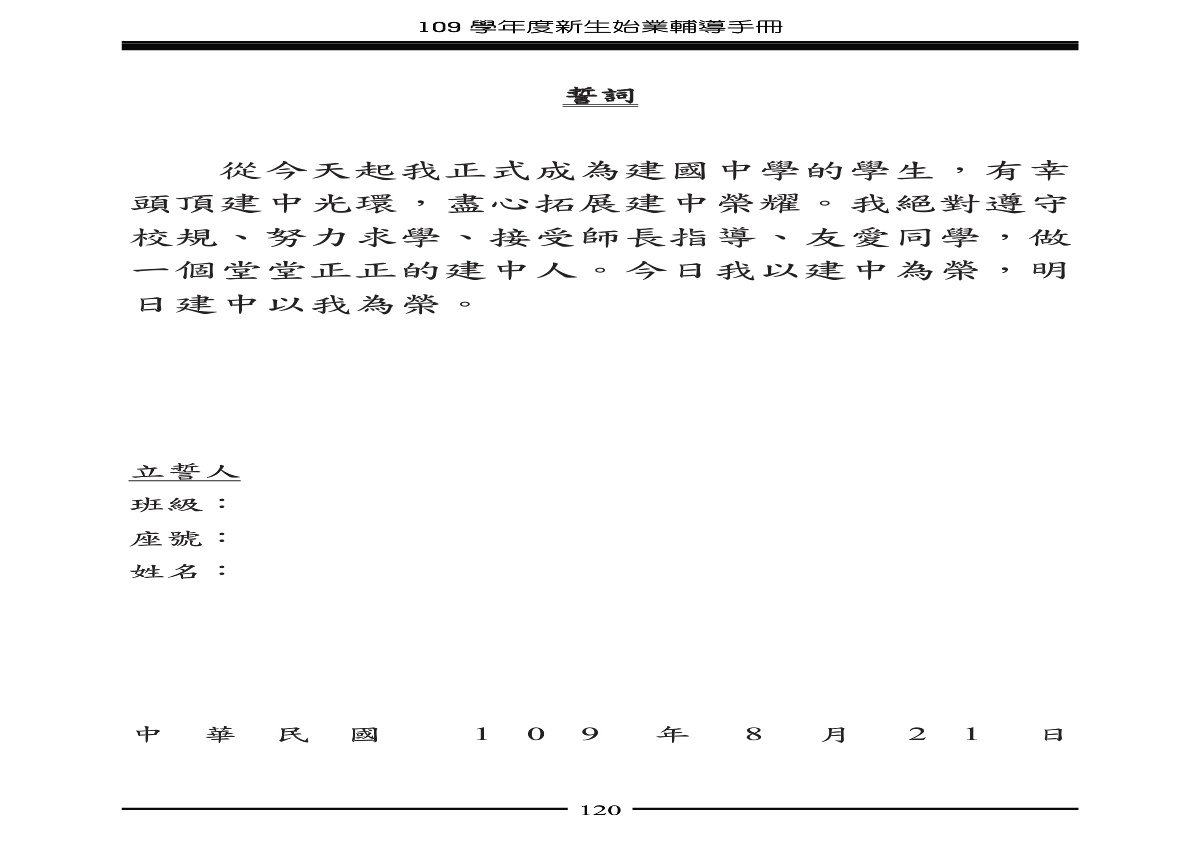 109 學年度新生始業輔導手冊
誓詞
從今天起我正式成為建國中學的學生，有幸
頭頂建中光環，盡心拓展建中榮耀。我絕對遵守
校規、努力求學、接受師長指導、友愛同學，做
一個堂堂正正的建中人。今日我以建中為榮，明
日建中以我為榮。
立誓人
班級：
座號：
姓名：
中華民國 109 年 8 月 21 日
120